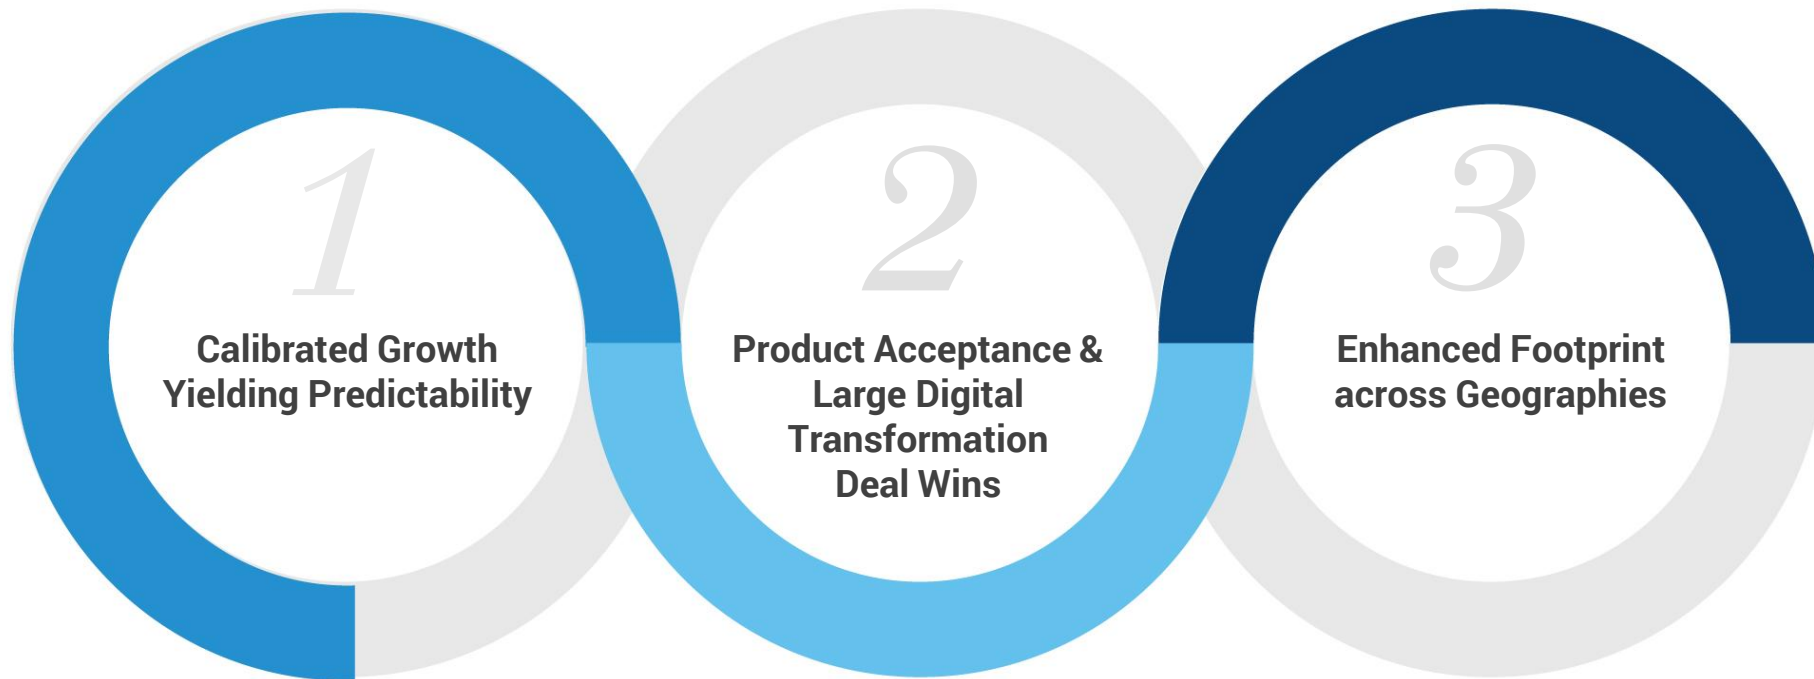 1
Calibrated Growth
Yielding Predictability
2
Product Acceptance &
Large Digital
Transformation
Deal Wins
3
Enhanced Footprint
across Geographies